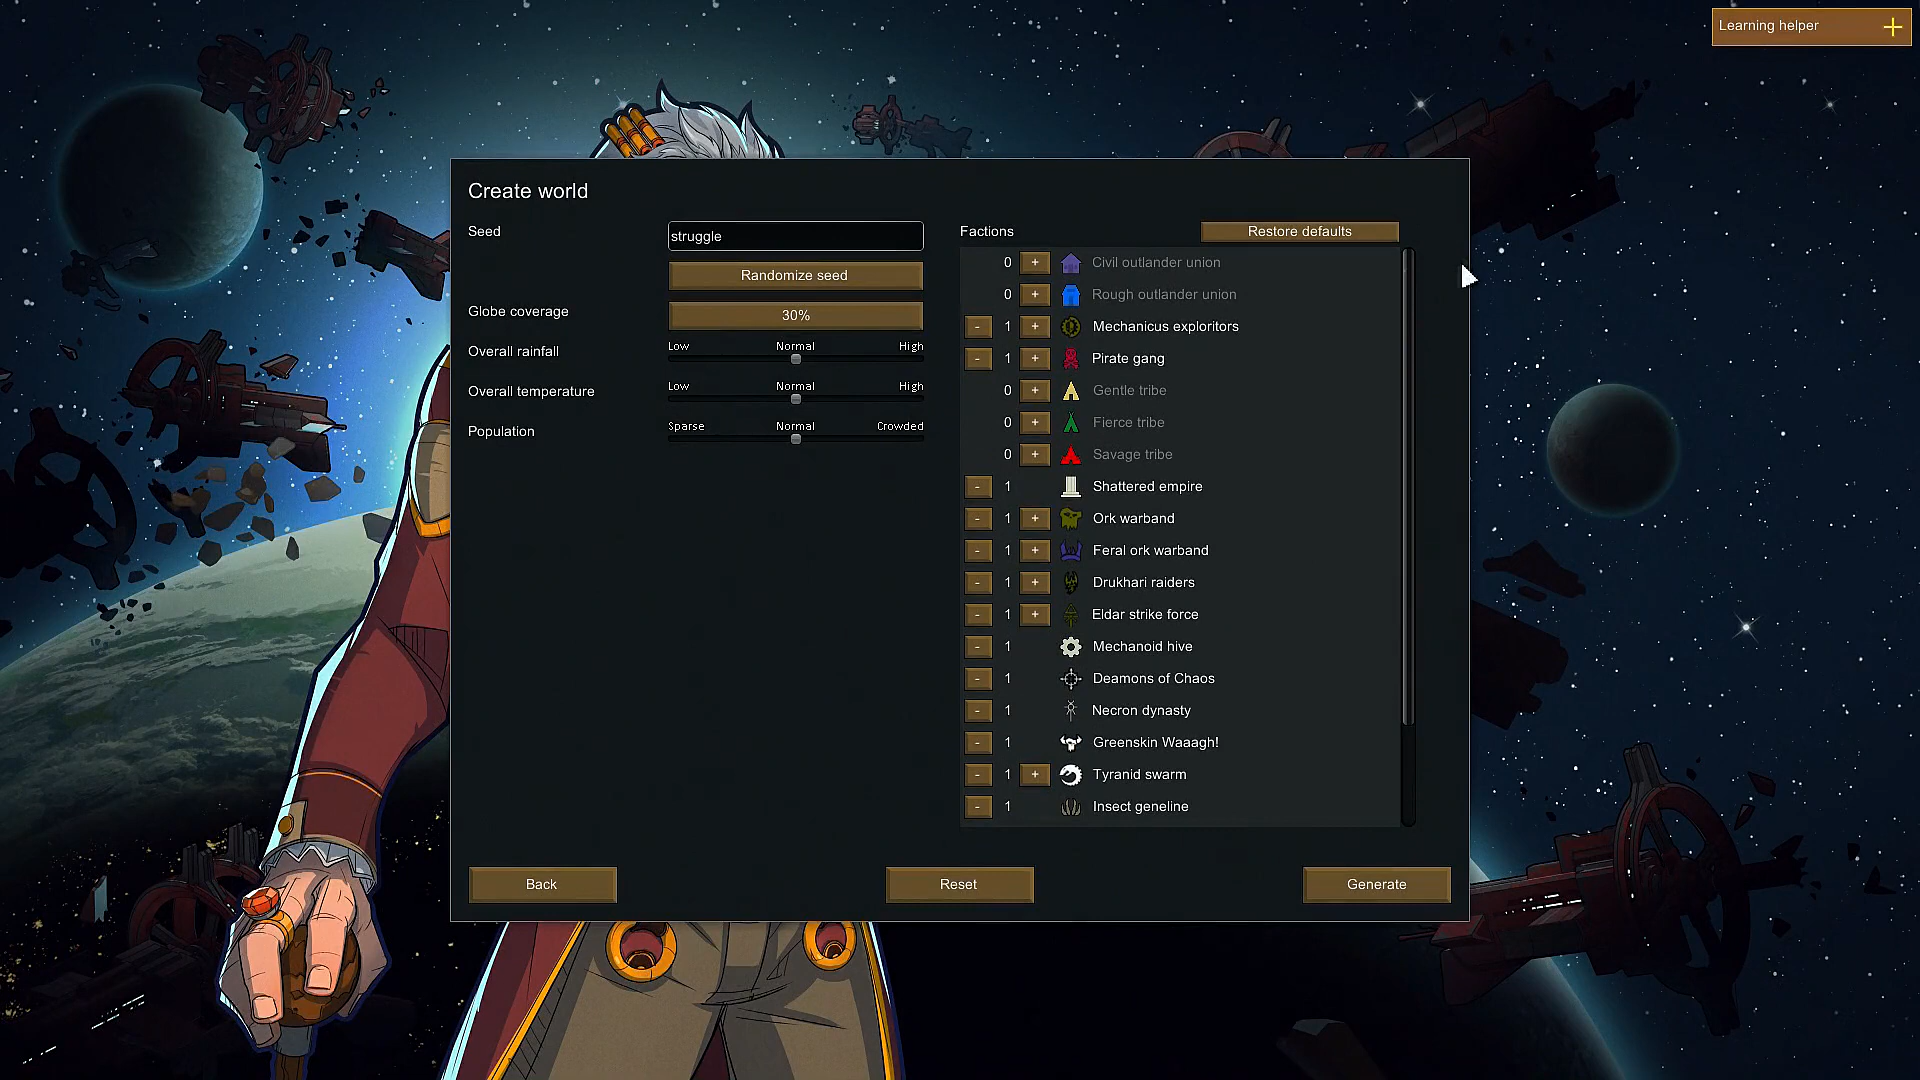 Learning helper
Create world
Seed
struggle
Randomize seed
Globe coverage
30%
Overall rainfall
Low Normal High
Overall temperature
Low Normal High
Population
Sparse Normal Crowded
Factions
Restore defaults
0 + Civil outlander union
0 + Rough outlander union
- 1 + Mechanicus exploritors
- 1 + Pirate gang
0 + Gentle tribe
0 + Fierce tribe
0 + Savage tribe
- 1 Shattered empire
- 1 + Ork warband
- 1 + Feral ork warband
- 1 + Drukhari raiders
- 1 + Eldar strike force
- 1 Mechanoid hive
- 1 Deamons of Chaos
- 1 Necron dynasty
- 1 Greenskin Waaagh!
- 1 + Tyranid swarm
- 1 Insect geneline
Back
Reset
Generate